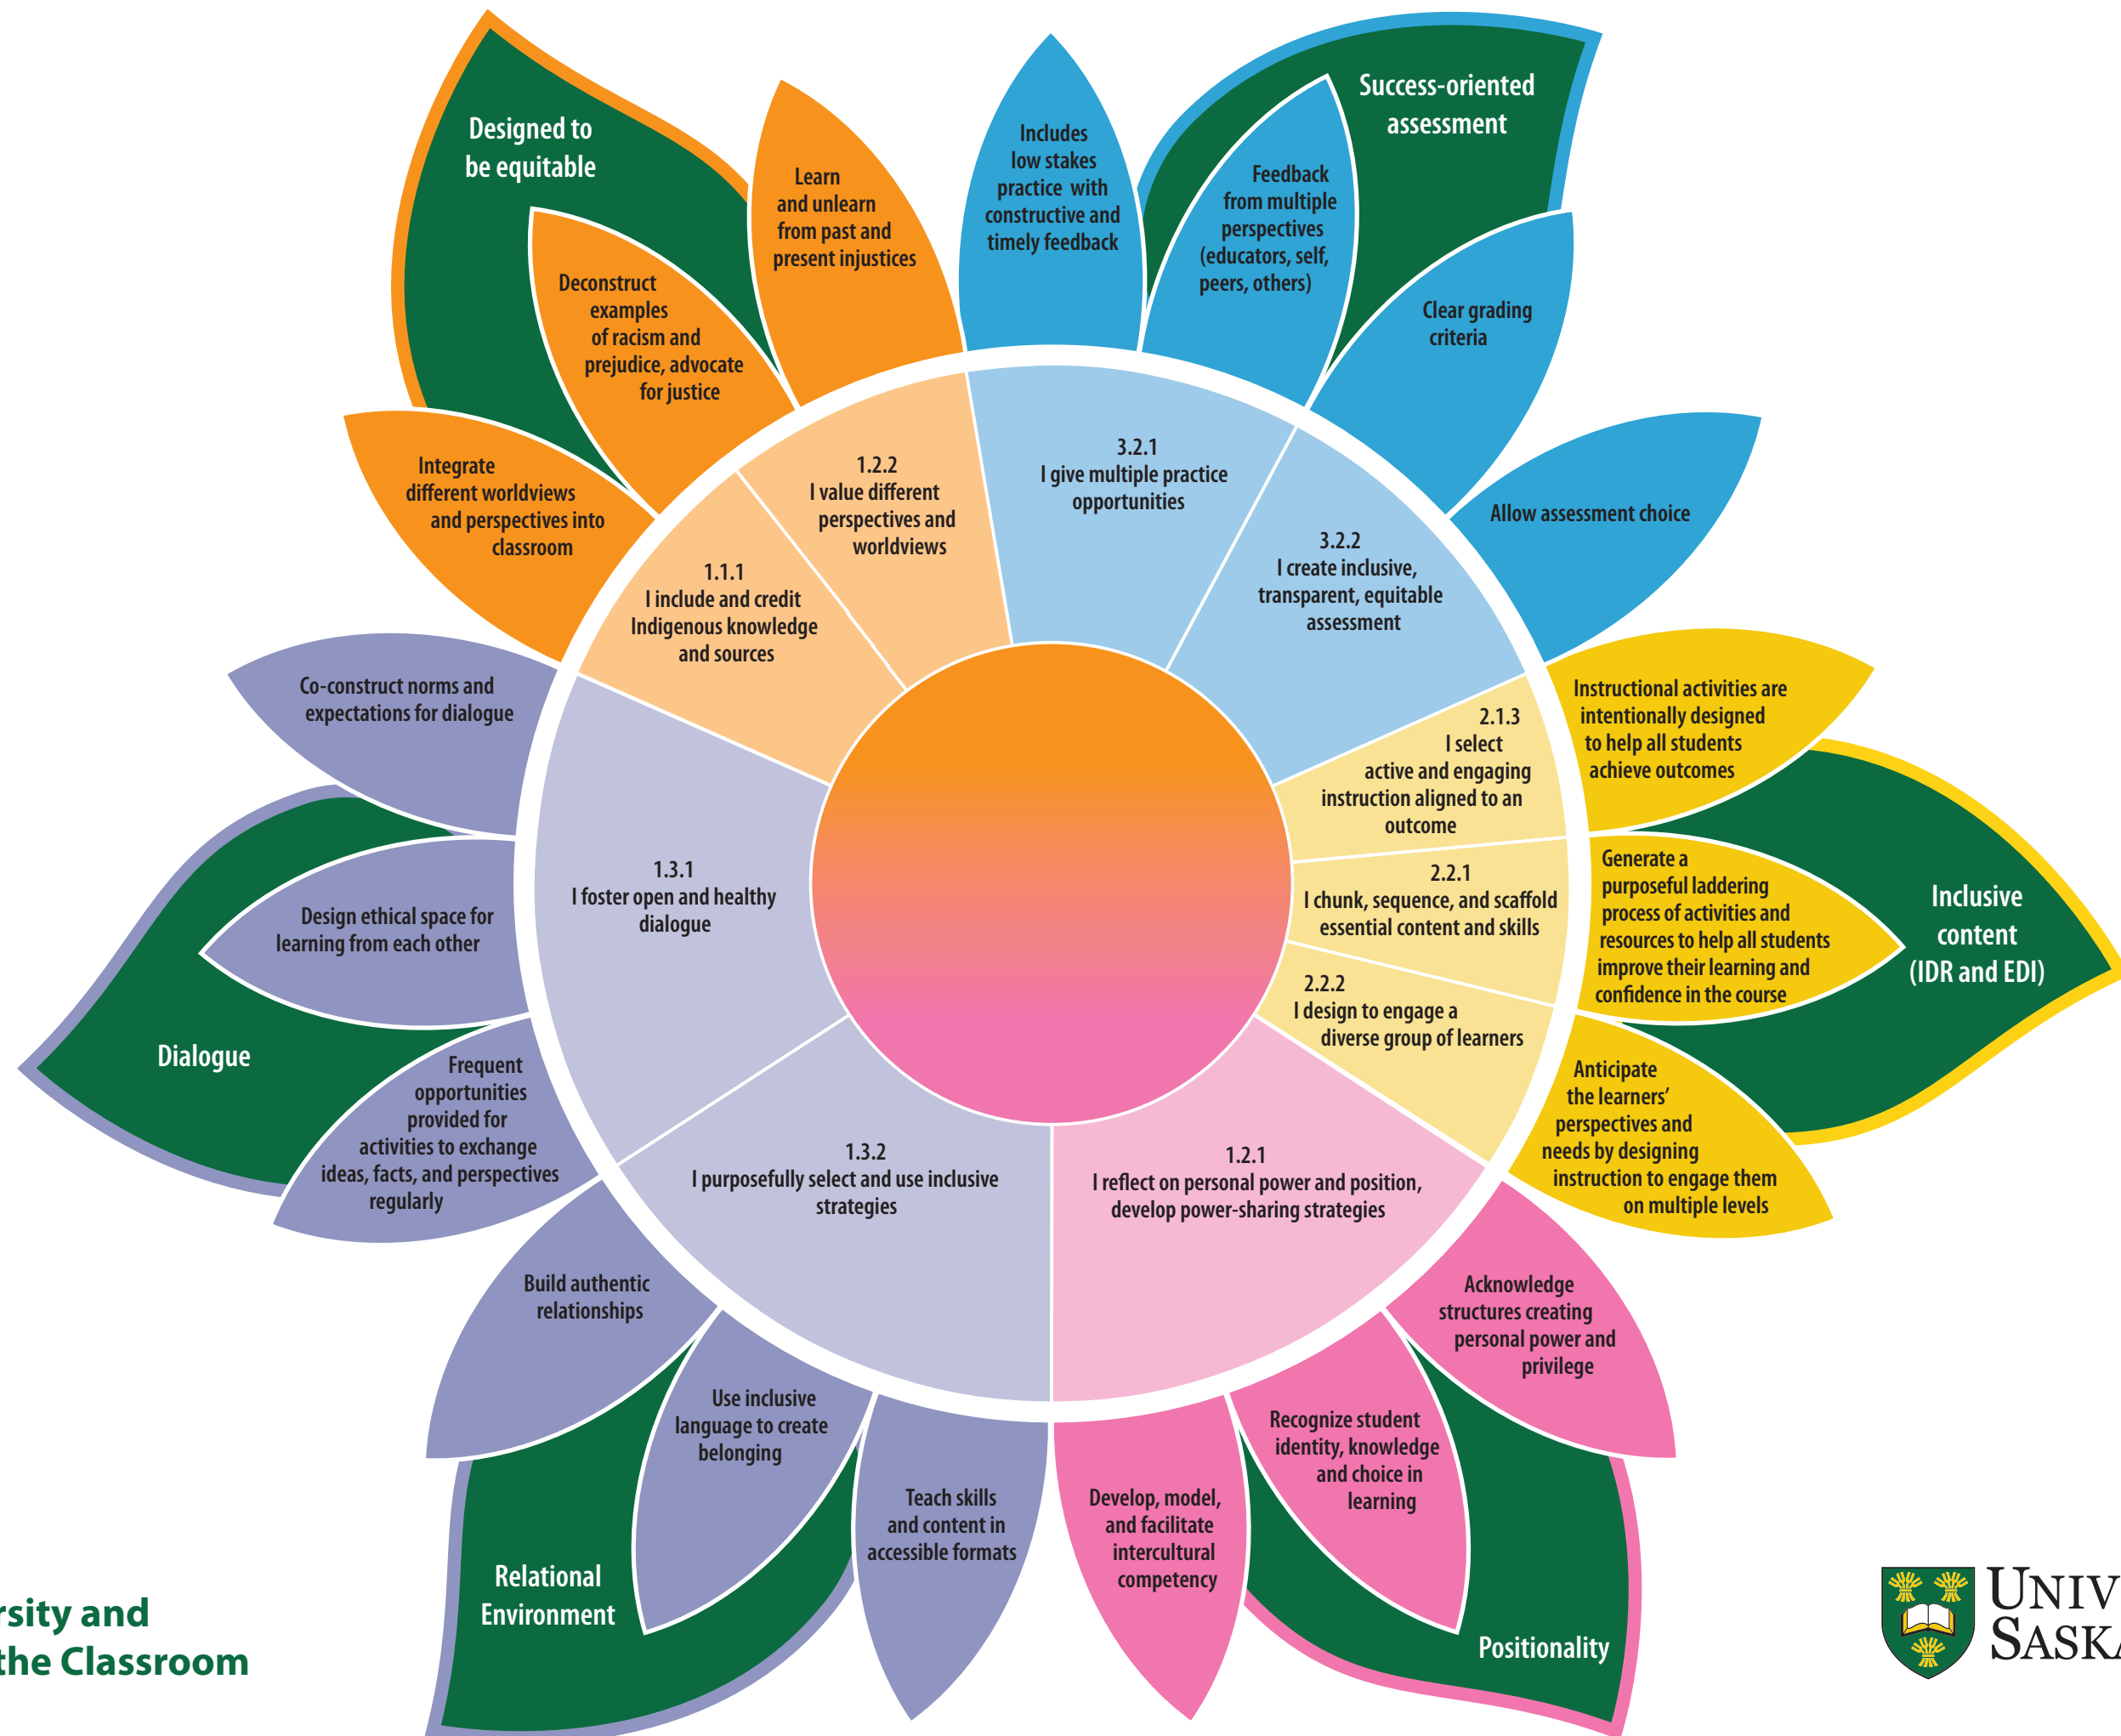 Designed to
be equitable
Learn
and unlearn
from past and
present injustices
Deconstruct
examples
of racism and
prejudice, advocate
for justice
Integrate
different worldviews
and perspectives into
classroom
Includes
low stakes
practice with
constructive and
timely feedback
Success-oriented
assessment
Feedback
from multiple
perspectives
(educators, self,
peers, others)
Clear grading
criteria
Allow assessment choice
1.1.1
I include and credit
Indigenous knowledge
and sources
1.2.2
I value different
perspectives and
worldviews
3.2.1
I give multiple practice
opportunities
3.2.2
I create inclusive,
transparent, equitable
assessment
2.1.3
I select
active and engaging
instruction aligned to an
outcome
2.2.1
I chunk, sequence, and scaffold
essential content and skills
2.2.2
I design to engage a
diverse group of learners
Instructional activities are
intentionally designed
to help all students
achieve outcomes
Generate a
purposeful laddering
process of activities and
resources to help all students
improve their learning and
confidence in the course
Inclusive
content
(IDR and EDI)
Anticipate
the learners’
perspectives and
needs by designing
instruction to engage them
on multiple levels
Co-construct norms and
expectations for dialogue
Design ethical space for
learning from each other
Dialogue
Frequent
opportunities
provided for
activities to exchange
ideas, facts, and perspectives
regularly
1.3.1
I foster open and healthy
dialogue
1.3.2
I purposefully select and use inclusive
strategies
1.2.1
I reflect on personal power and position,
develop power-sharing strategies
Build authentic
relationships
Use inclusive
language to create
belonging
Teach skills
and content in
accessible formats
Relational
Environment
Develop, model,
and facilitate
intercultural
competency
Recognize student
identity, knowledge
and choice in
learning
Acknowledge
structures creating
personal power and
privilege
Positionality
rsity and
the Classroom
UNIV
SASKA